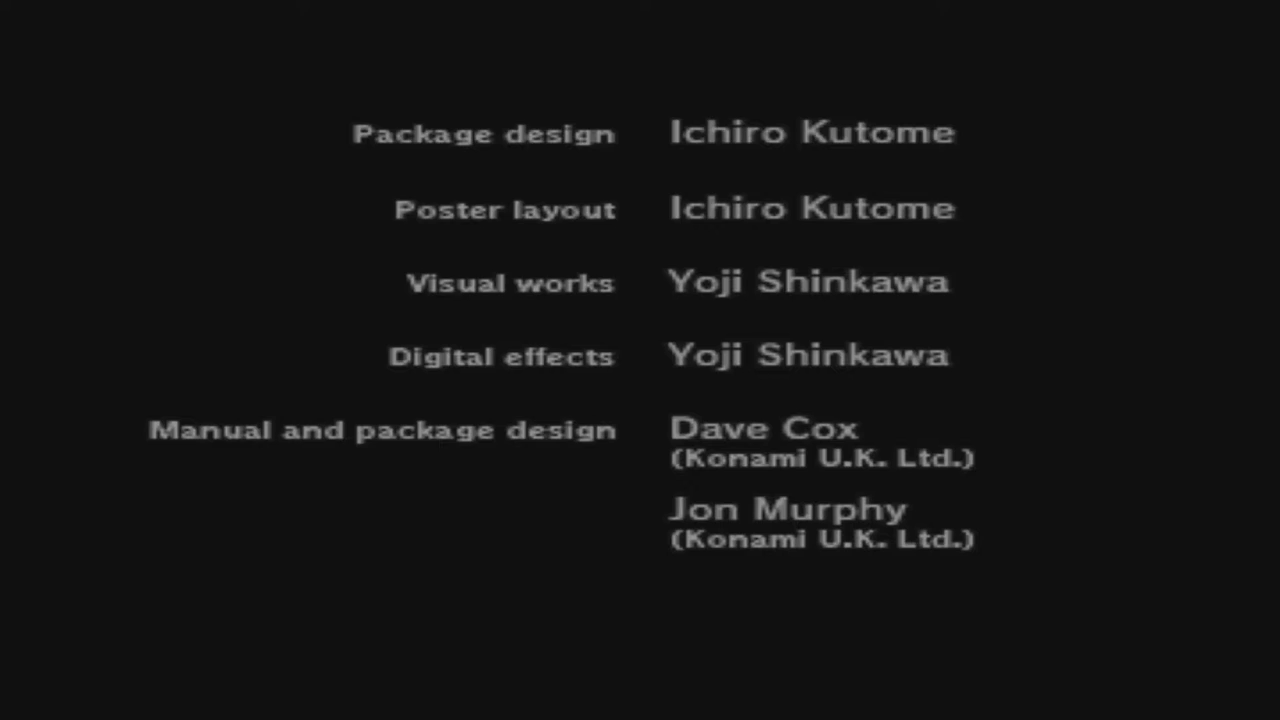 Package design Ichiro Kutome
Poster layout Ichiro Kutome
Visual works Yoji Shinkawa
Digital effects Yoji Shinkawa
Manual and package design Dave Cox
(Konami U.K. Ltd.)
Jon Murphy
(Konami U.K. Ltd.)